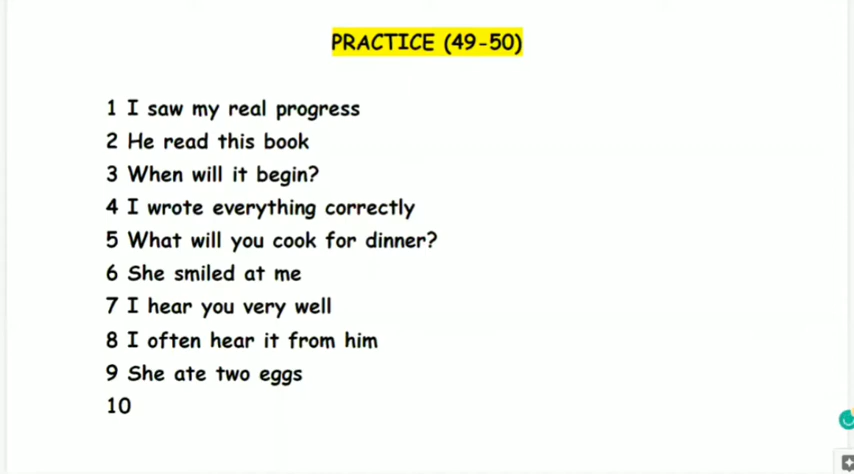 PRACTICE (49-50)
1 I saw my real progress
2 He read this book
3 When will it begin?
4 I wrote everything correctly
5 What will you cook for dinner?
6 She smiled at me
7 I hear you very well
8 I often hear it from him
9 She ate two eggs
10